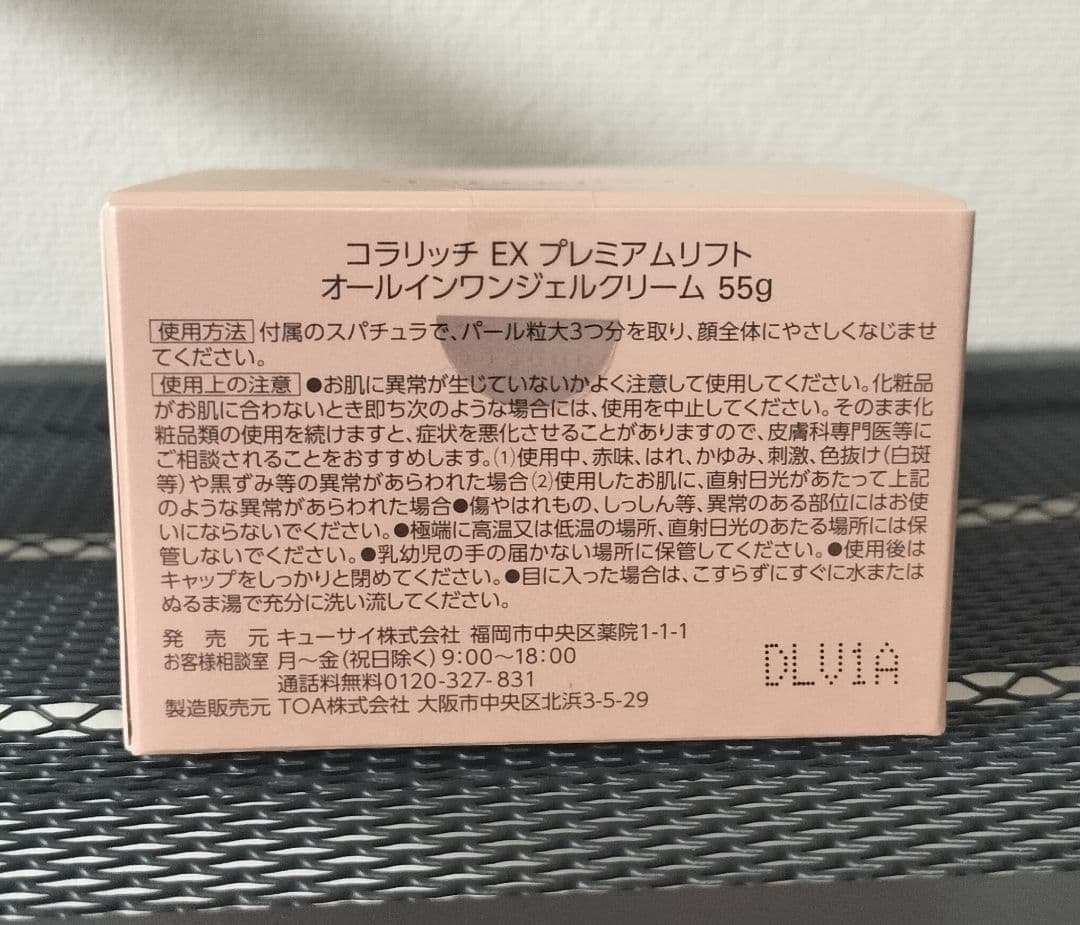 コラリッチ EX プレミアムリフト
オールインワンジェルクリーム 55g
使用方法 付属のスパチュラで、パール粒大3つ分を取り、顔全体にやさしくなじませ
てください。
使用上の注意 ●お肌に異常が生じていないかよく注意して使用してください。化粧品
がお肌に合わないとき即ち次のような場合には、使用を中止してください。そのまま化
粧品類の使用を続けますと、症状を悪化させることがありますので、皮膚科専門医等に
ご相談されることをおすすめします。(1)使用中、赤味、はれ、かゆみ、刺激、色抜け(白斑
等)や黒ずみ等の異常があらわれた場合(2)使用したお肌に、直射日光があたって上記
のような異常があらわれた場合●傷やはれもの、しっしん等、異常のある部位にはお使
いにならないでください。●極端に高温又は低温の場所、直射日光のあたる場所には保
管しないでください。●乳幼児の手の届かない場所に保管してください。●使用後は
キャップをしっかりと閉めてください。●目に入った場合は、こすらずにすぐに水または
ぬるま湯で充分に洗い流してください。
発売元 キューサイ株式会社 福岡市中央区薬院1-1-1
お客様相談室 月~金(祝日除く)9:00~18:00
通話料無料0120-327-831
製造販売元 TOA株式会社 大阪市中央区北浜3-5-29
DLV1A